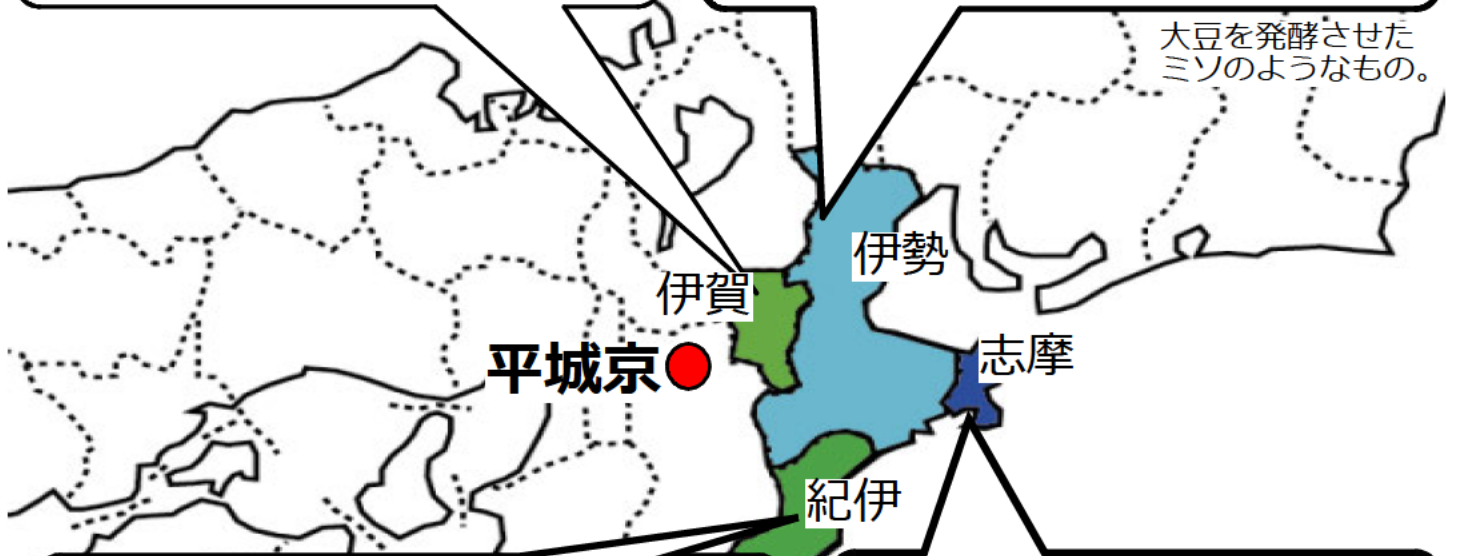 大豆を発酵させた
ミソのようなもの。
伊勢
伊賀
志摩
平城京
紀伊